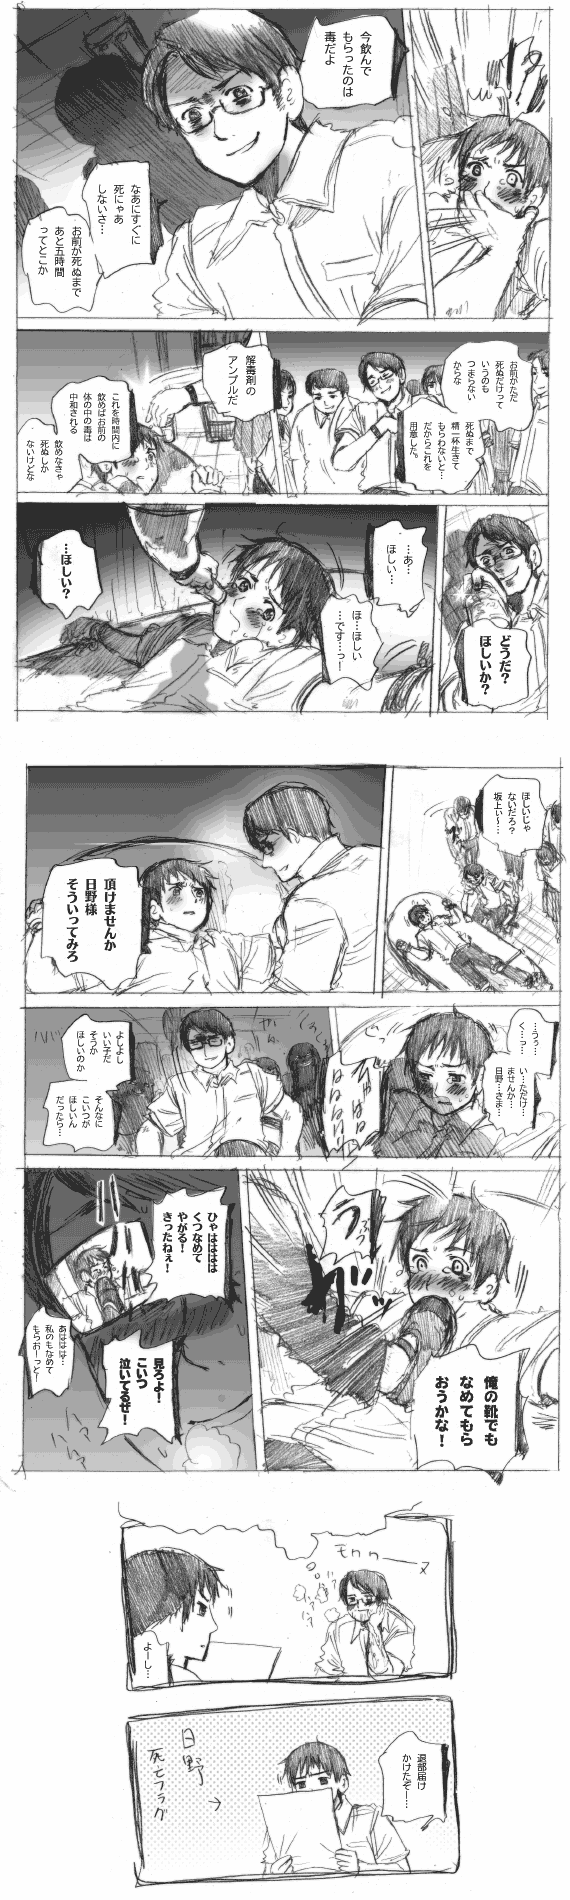 今飲んで
もらったのは
毒だよ
なあにすぐに
死にゃあ
しないさ…
お前が死ぬまで
あと五時間
ってとこか
お前がただ
死ぬだけって
いうのも
つまらない
からな
死ぬまで
精一杯生きて
もらわないと…
だからこれを
用意した。
解毒剤の
アンプルだ
これを時間内に
飲めばお前の
体の中の毒は
中和される
飲めなきゃ
死ぬしか
ないけどな
どうだ?
ほしいか?
…あ…
ほしい…
ほ…ほしい
…です…っ!
…ほしい?
ほしいじゃ
ないだろ?
坂上ぃ～…
頂けませんか
日野様
そういってみろ
…うぅ…
く…っ…
い…ただけ…
ませんか…
日野…さま…
よしよし
いい子だ
そうか
ほしいのか
そんなに
こいつが
ほしいん
だったら…
俺の靴でも
なめてもら
おうかな!
ひゃはははは
くつなめて
やがる!
きったねぇ!
見ろよ!
こいつ
泣いてるぜ!
あははは…
私のもなめて
もらおーっと!
よーし…
退部届け
かけたぞー…
日野
死亡フラグ